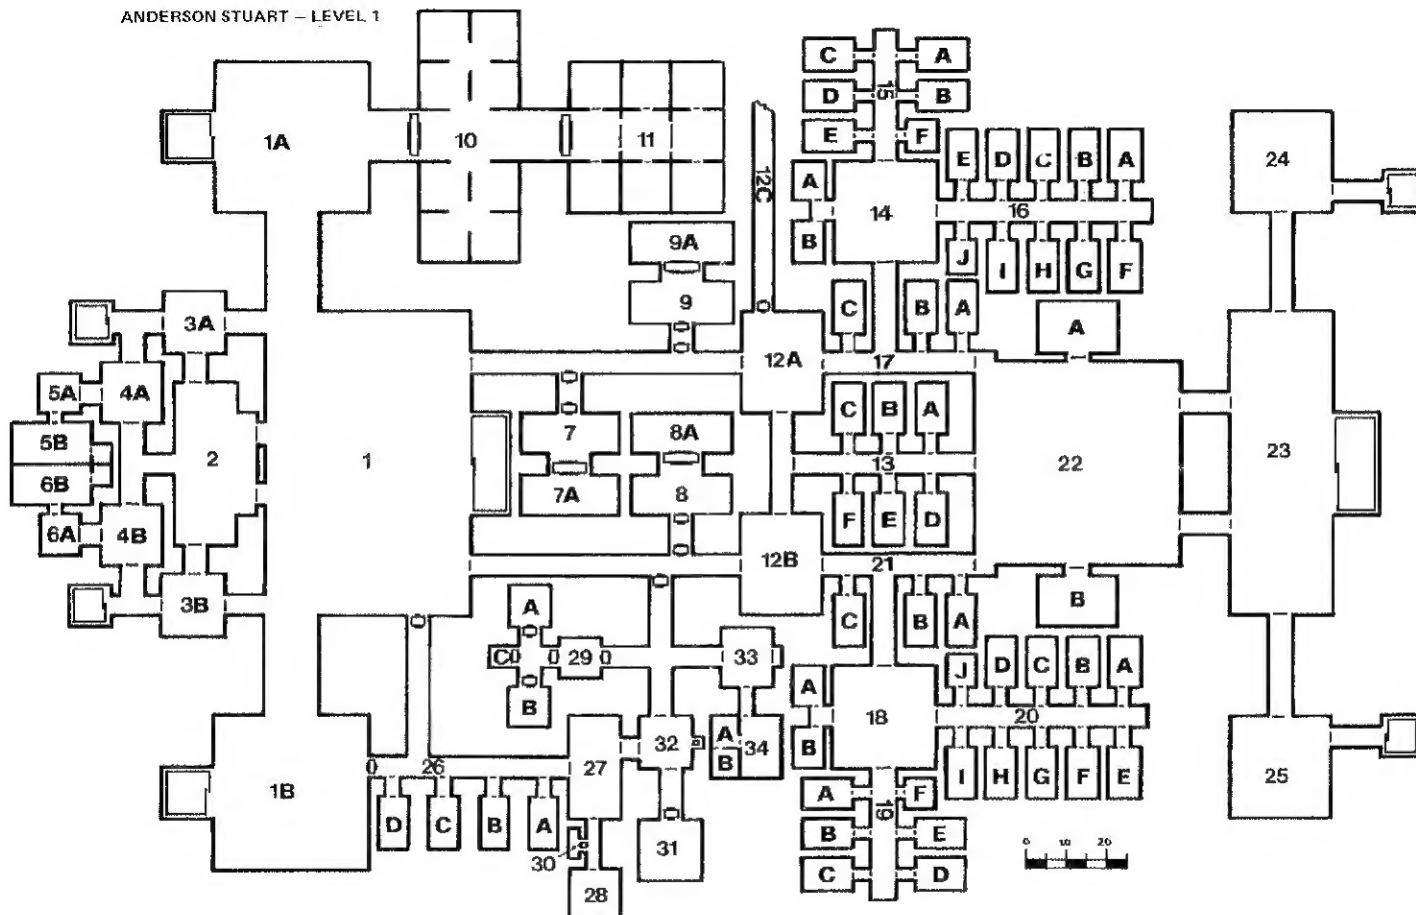 ANDERSON STUART — LEVEL 1
C A
D 15 B
E F
1A 10 11 12C
A 14 B
E D C B A
16
J I H G F
24
9A
9
3A
C B A
A
12A 17
5A 4A
5B
6B
6A 4B
2 1
7 8A
7A 8
C B A
13
F E D
22 23
12B 21
3B
C B A
B
A
C 29
B
33
A 18 B
J D C B A
20
I H G F E
32 A 34
B
27
26
1B
D C B A
30
31
28
A F
B 19 E
C D
25
0 10 20